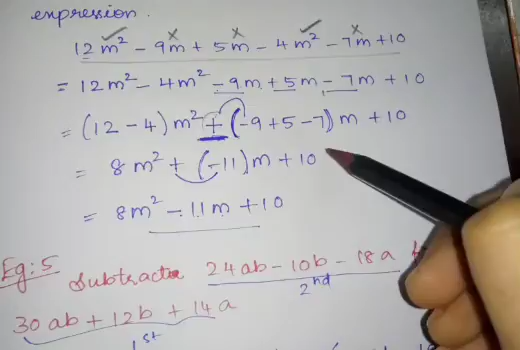 expression.
12m² - 9m + 5m - 4m² - 7m + 10
= 12m² - 4m² - 9m + 5m - 7m + 10
= (12 - 4) m² + (-9 + 5 - 7) m + 10
= 8m² + (-11)m + 10
= 8m² - 11m + 10
Eg: 5 Subtract 24ab - 10b - 18a
2nd
30ab + 12b + 14a
1st